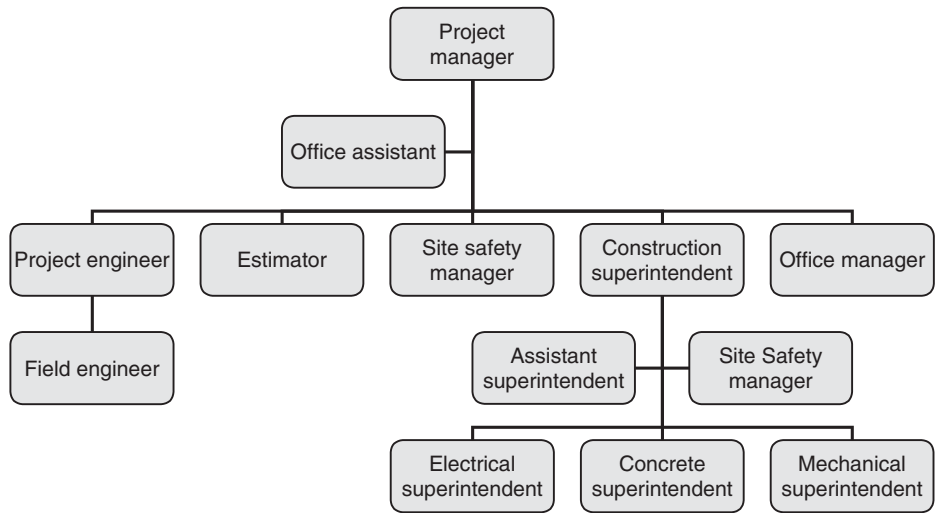 Project
manager
Office assistant
Project engineer
Estimator
Site safety
manager
Construction
superintendent
Office manager
Field engineer
Assistant
superintendent
Site Safety
manager
Electrical
superintendent
Concrete
superintendent
Mechanical
superintendent